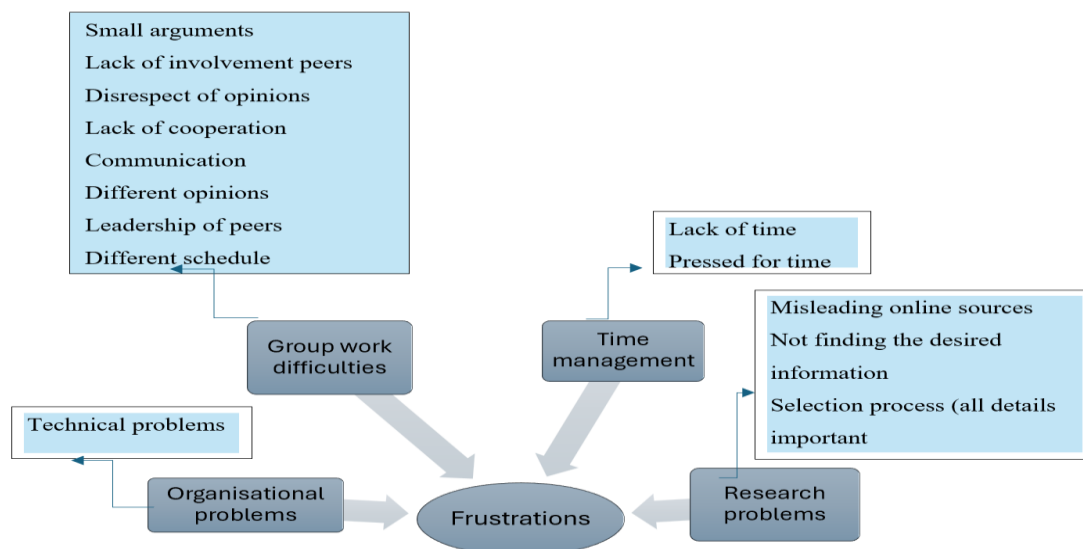 Small arguments
Lack of involvement peers
Disrespect of opinions
Lack of cooperation
Communication
Different opinions
Leadership of peers
Different schedule
Lack of time
Pressed for time
Misleading online sources
Not finding the desired
information
Selection process (all details
important
Group work
difficulties
Time
management
Technical problems
Organisational
problems
Frustrations
Research
problems